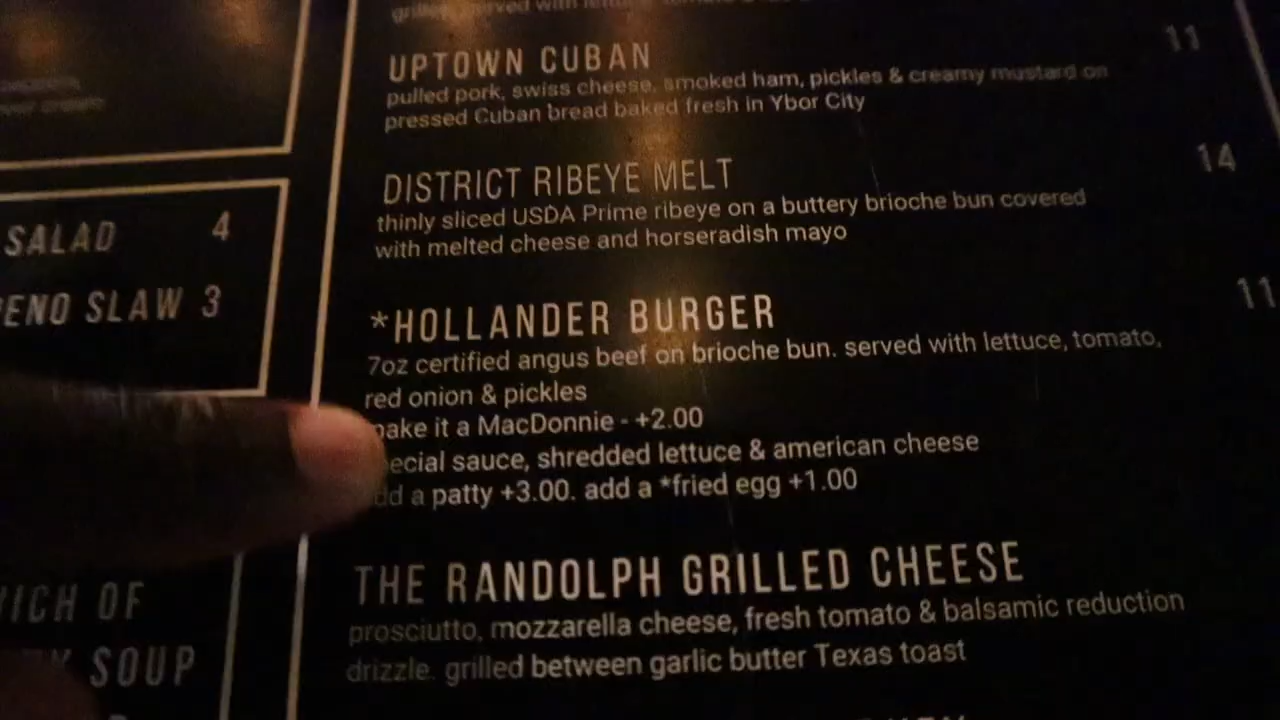 served with
UPTOWN CUBAN 11
pulled pork, swiss cheese, smoked ham, pickles & creamy mustard on
pressed Cuban bread baked fresh in Ybor City
DISTRICT RIBEYE MELT 14
thinly sliced USDA Prime ribeye on a buttery brioche bun covered
with melted cheese and horseradish mayo
*HOLLANDER BURGER 11
7oz certified angus beef on brioche bun. served with lettuce, tomato,
red onion & pickles
ake it a MacDonnie - +2.00
ecial sauce, shredded lettuce & american cheese
dd a patty +3.00. add a *fried egg +1.00
THE RANDOLPH GRILLED CHEESE
prosciutto, mozzarella cheese, fresh tomato & balsamic reduction
drizzle. grilled between garlic butter Texas toast
SALAD 4
ENO SLAW 3
ICH OF
SOUP